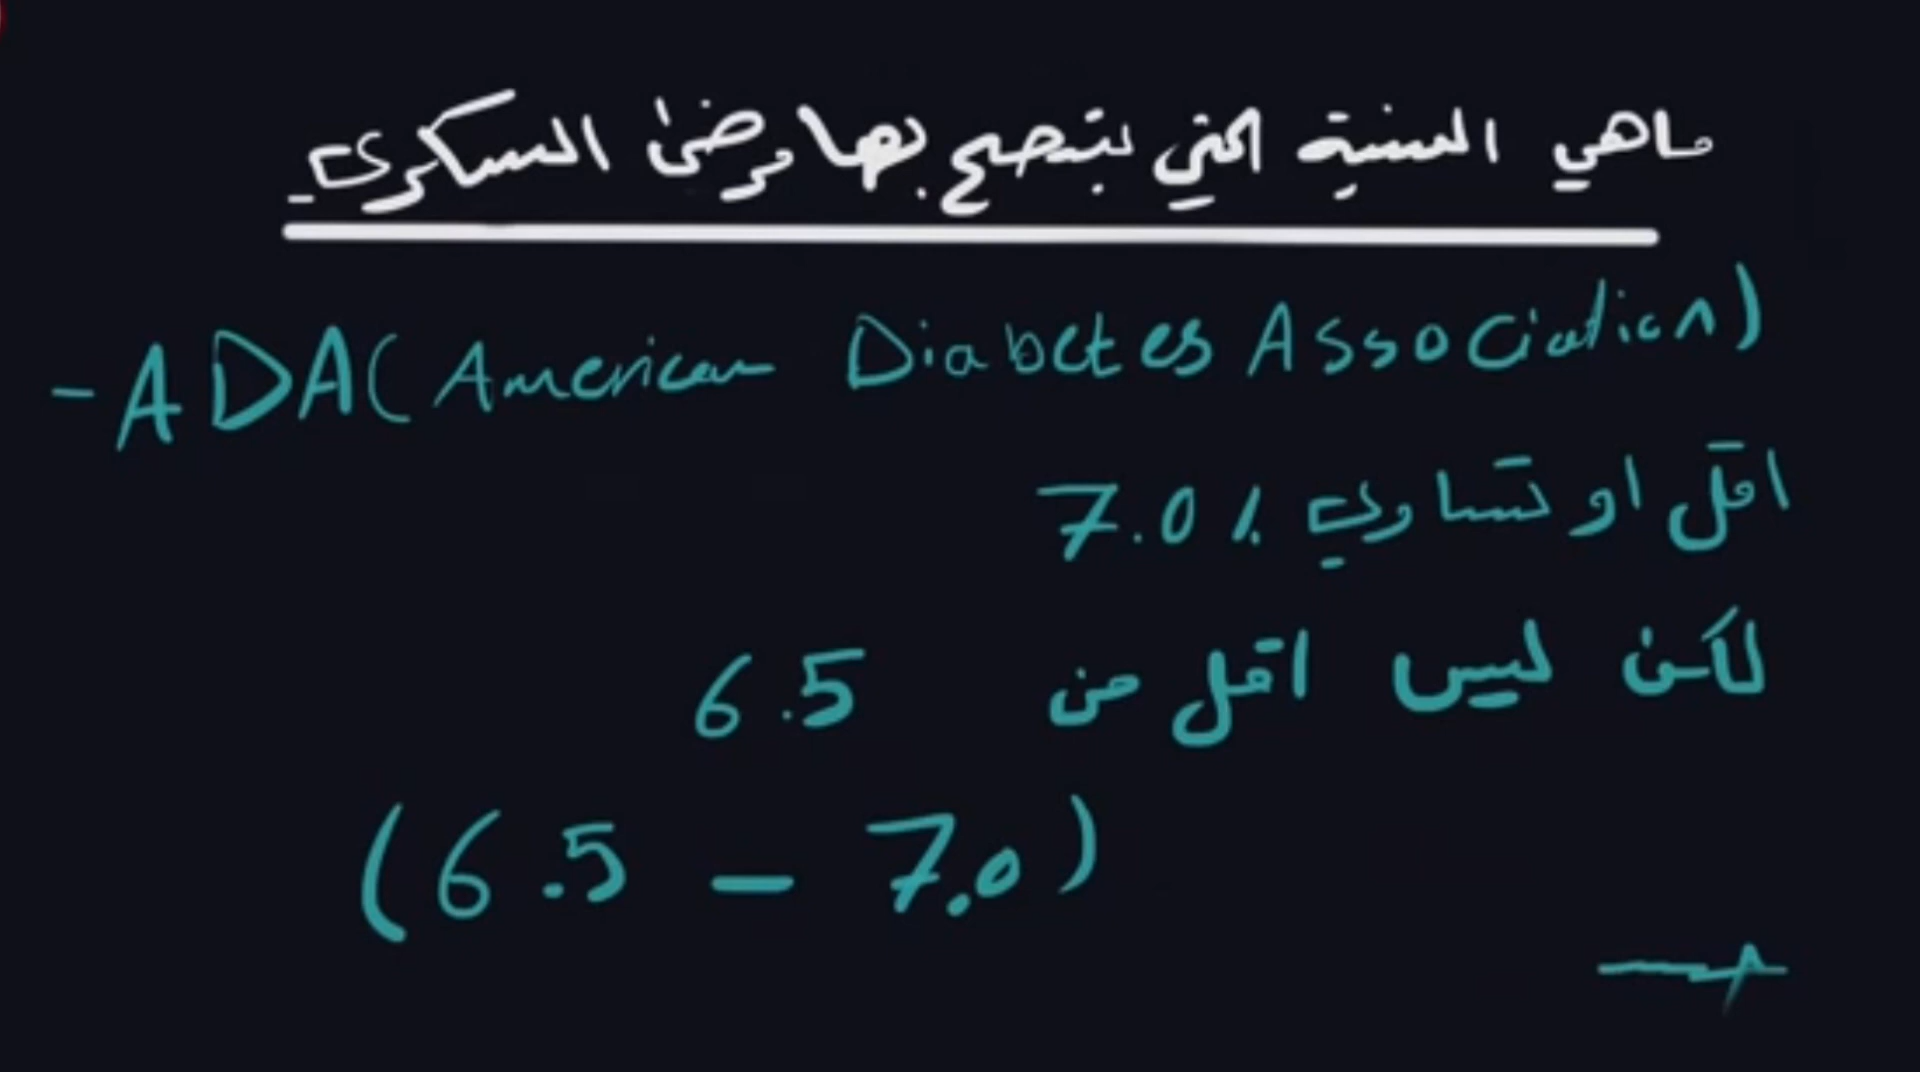 ماهي النسبة التي ينصح بها مرضى السكري
- ADA (American Diabetes Association)
اقل او تساوي 7.0 %
لكن ليس اقل من 6.5
(6.5 - 7.0)